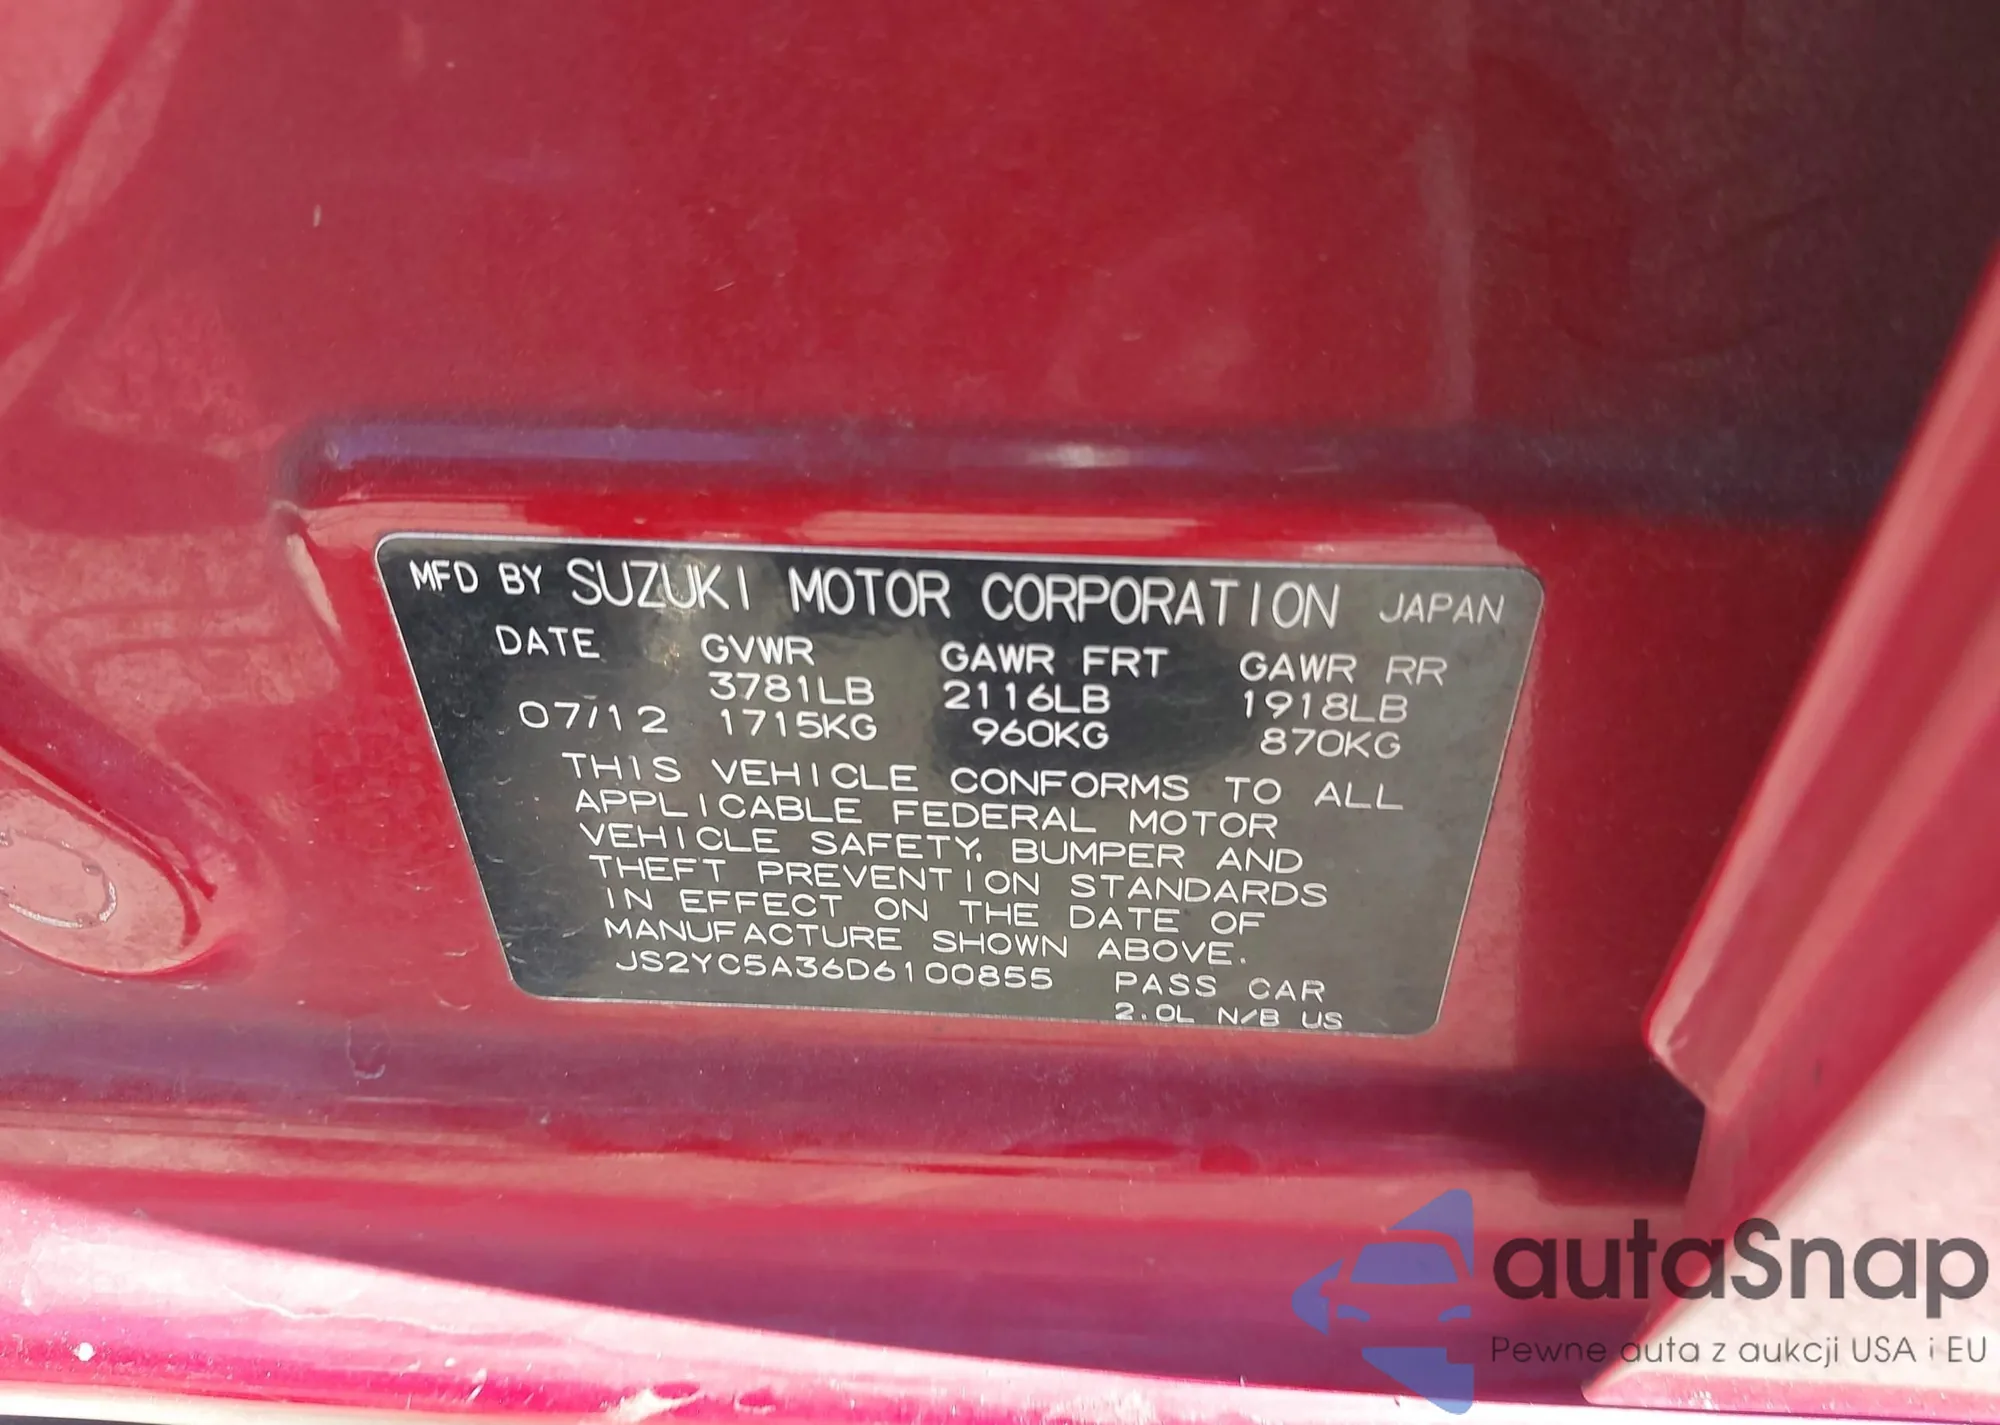 MFD BY SUZUKI MOTOR CORPORATION JAPAN
DATE GVWR GAWR FRT GAWR RR
3781LB 2116LB 1918LB
07/12 1715KG 960KG 870KG
THIS VEHICLE CONFORMS TO ALL
APPLICABLE FEDERAL MOTOR
VEHICLE SAFETY, BUMPER AND
THEFT PREVENTION STANDARDS
IN EFFECT ON THE DATE OF
MANUFACTURE SHOWN ABOVE.
JS2YC5A36D6100855 PASS CAR
2.0L N/B US
autaSnap
Pewne auta z aukcji USA i EU